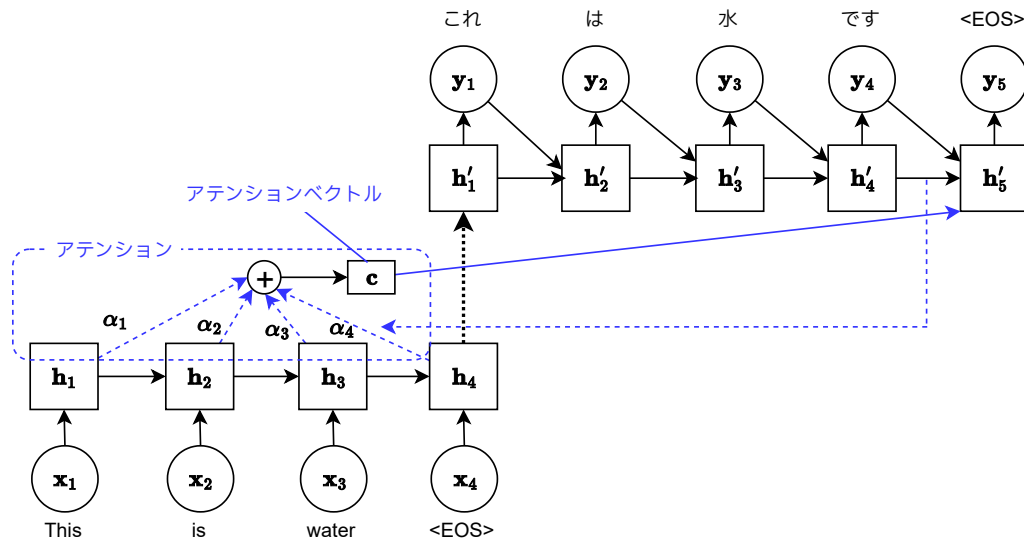 これ は 水 です <EOS>
y₁ y₂ y₃ y₄ y₅
h′₁ h′₂ h′₃ h′₄ h′₅
アテンションベクトル
アテンション
+ c
α₁ α₂ α₃ α₄
h₁ h₂ h₃ h₄
x₁ x₂ x₃ x₄
This is water <EOS>